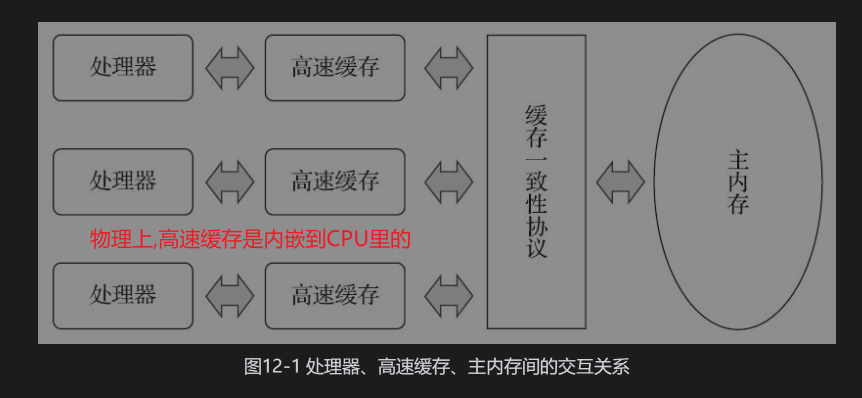 处理器
高速缓存
处理器
高速缓存
物理上,高速缓存是内嵌到CPU里的
处理器
高速缓存
缓存一致性协议
主内存
图12-1 处理器、高速缓存、主内存间的交互关系